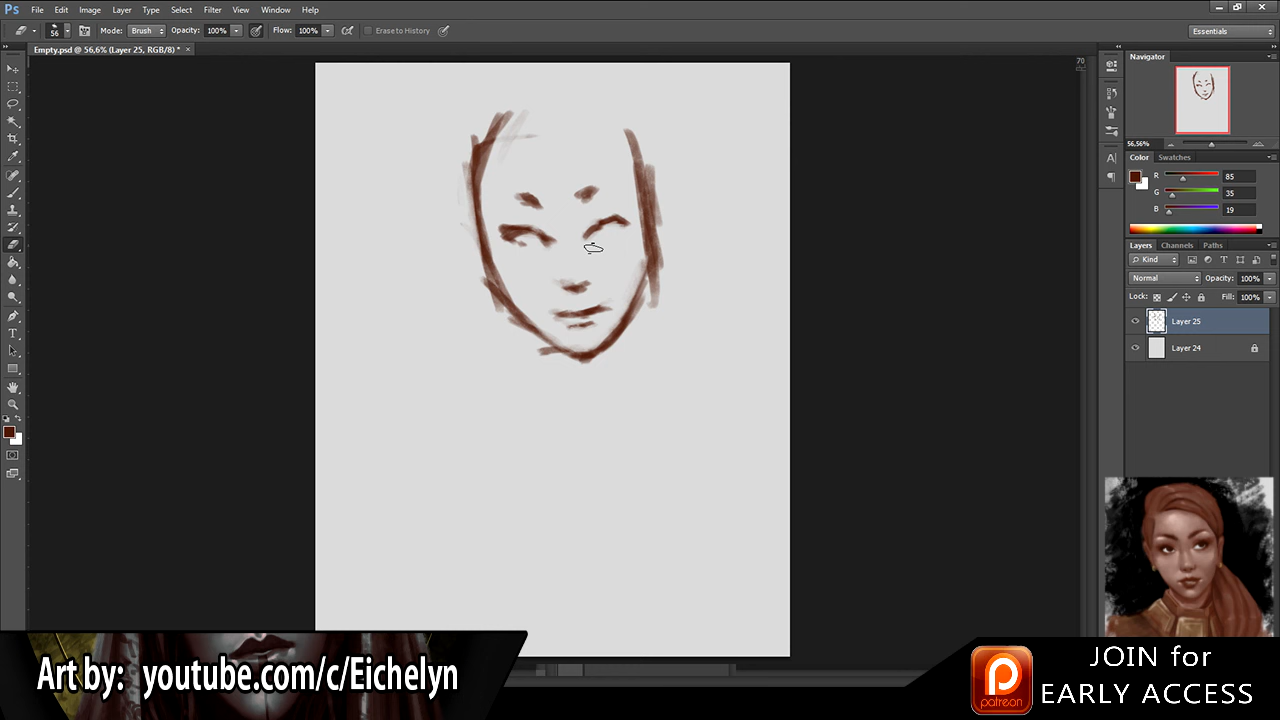 Ps File Edit Image Layer Type Select Filter View Window Help
56 Mode: Brush Opacity: 100% Flow: 100% Erase to History Essentials
Empty.psd @ 56,6% (Layer 25, RGB/8) * ×
70
Navigator
56,56%
Color Swatches
R 85
G 35
B 19
Layers Channels Paths
Kind
Normal Opacity: 100%
Lock: Fill: 100%
Layer 25
Layer 24
Art by: youtube.com/c/Eichelyn
patreon
JOIN for
EARLY ACCESS